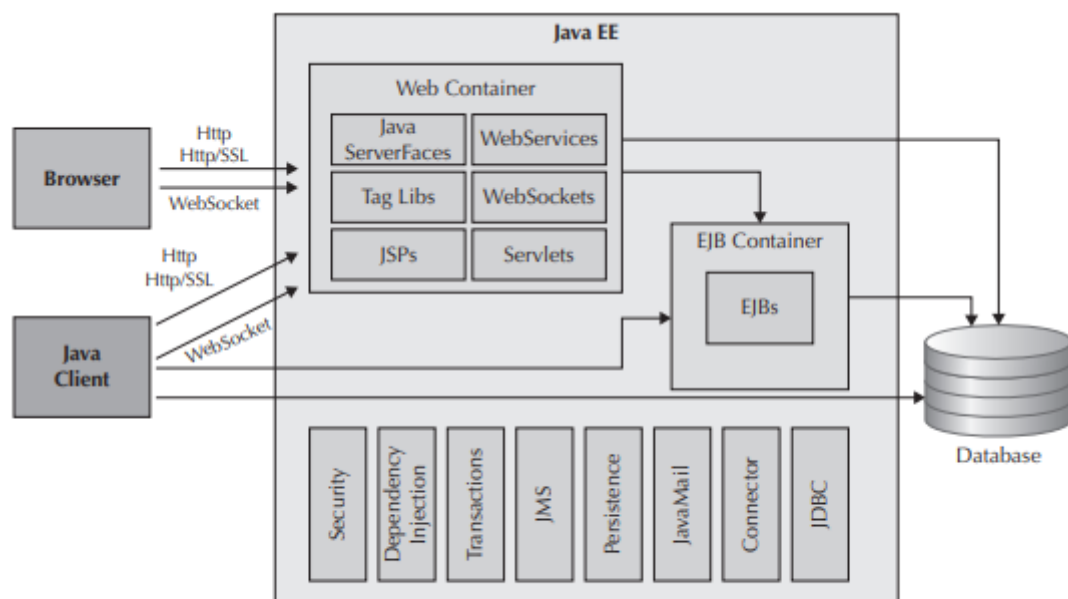 Java EE
Web Container
Java
ServerFaces
WebServices
Tag Libs
WebSockets
JSPs
Servlets
Browser
Http
Http/SSL
WebSocket
Http
Http/SSL
WebSocket
Java
Client
EJB Container
EJBs
Database
Security
Dependency
Injection
Transactions
JMS
Persistence
JavaMail
Connector
JDBC